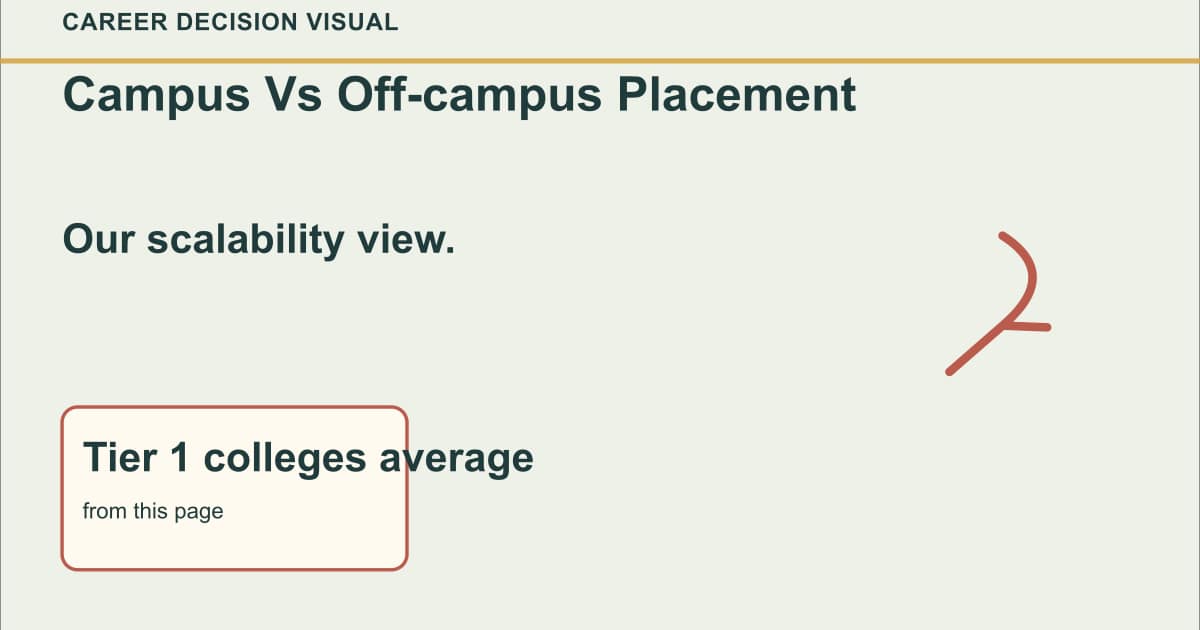 CAREER DECISION VISUAL
Campus Vs Off-campus Placement
Our scalability view.
Tier 1 colleges average
from this page